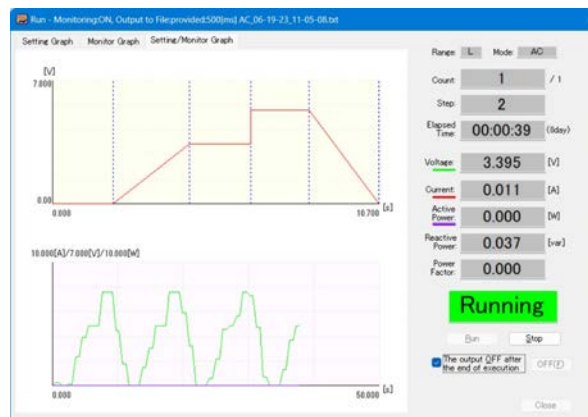 Run - Monitoring:ON, Output to File:provided:500[ms] AC_06-19-23_11-05-08.txt
Setting Graph Monitor Graph Setting/Monitor Graph
[V]
7.800
0.00
0.000 10.700 [s]
10.000[A]/7.000[V]/10.000[W]
0.000 50.000 [s]
Range: L Mode: AC
Count: 1 / 1
Step: 2
Elapsed Time: 00:00:39 (0day)
Voltage: 3.395 [V]
Current: 0.011 [A]
Active Power: 0.000 [W]
Reactive Power: 0.037 [var]
Power Factor: 0.000
Running
Run Stop
The output OFF after
the end of execution
OFF(F)
Close